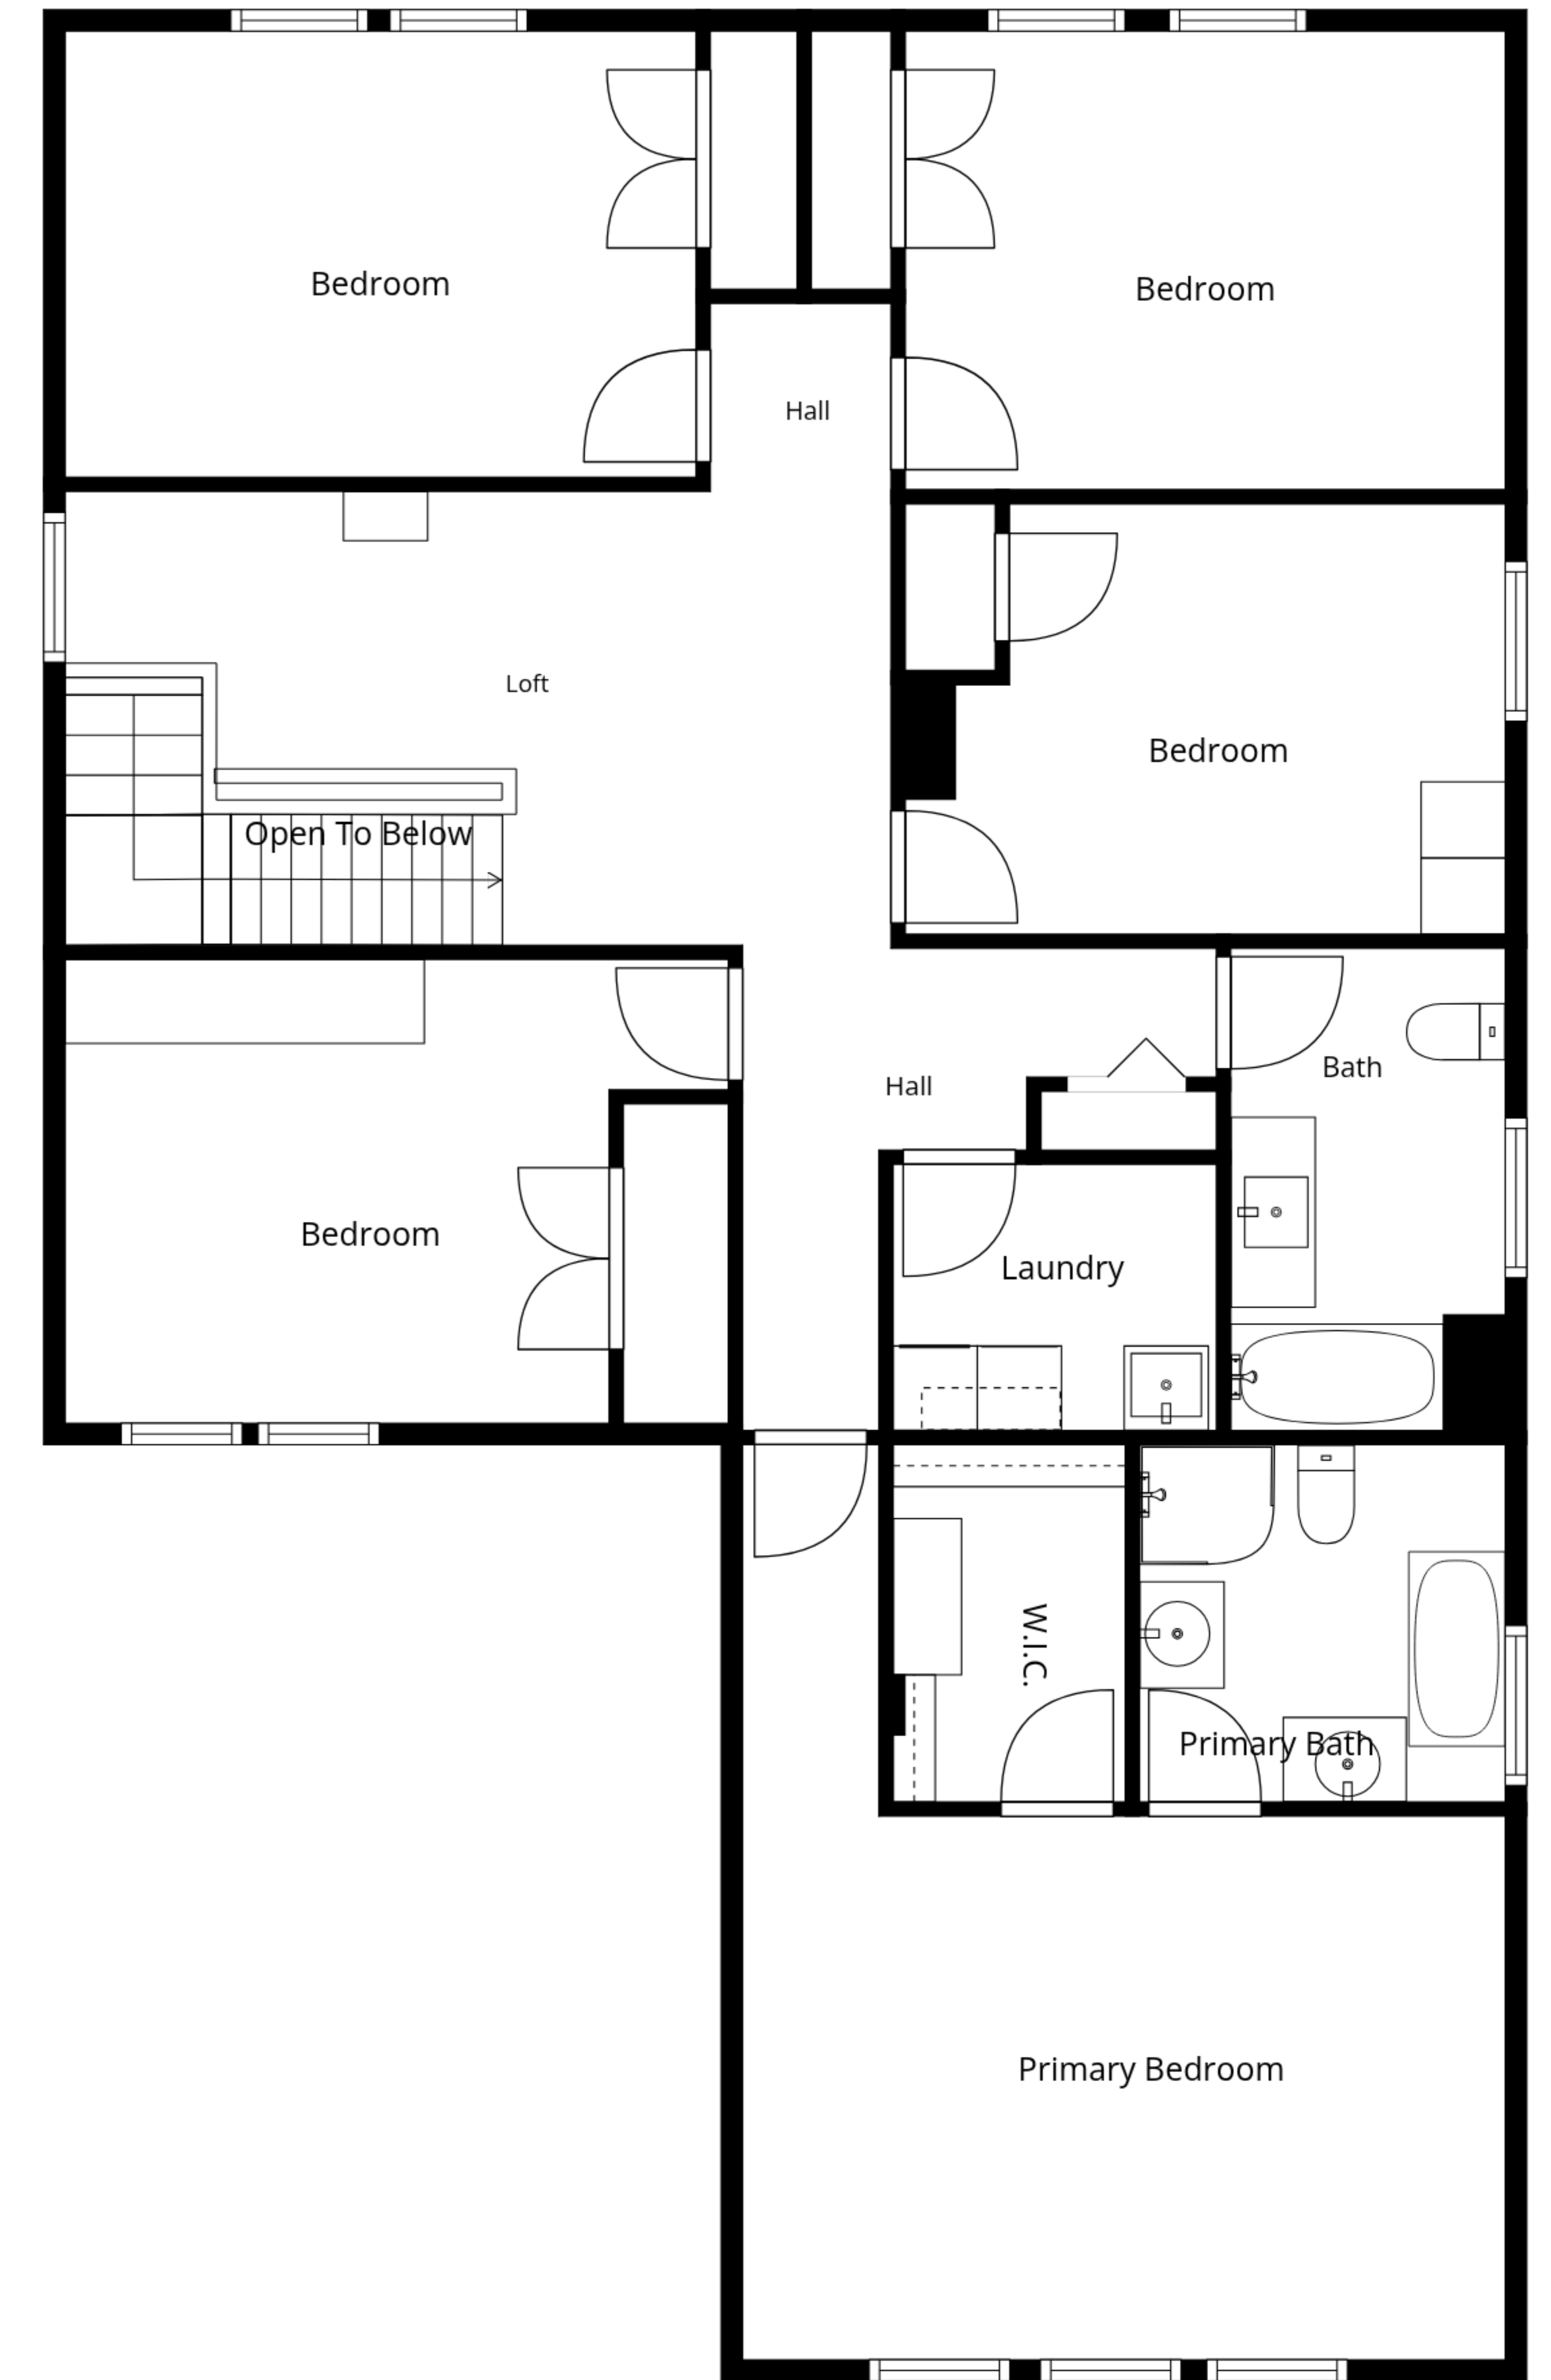 Bedroom
Bedroom
Hall
Loft
Bedroom
Open To Below
Bath
Hall
Bedroom
Laundry
W.I.C.
Primary Bath
Primary Bedroom